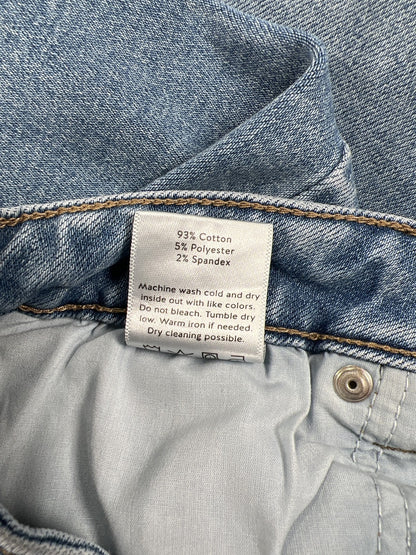 93% Cotton
5% Polyester
2% Spandex
Machine wash cold and dry
inside out with like colors.
Do not bleach. Tumble dry
low. Warm iron if needed.
Dry cleaning possible.